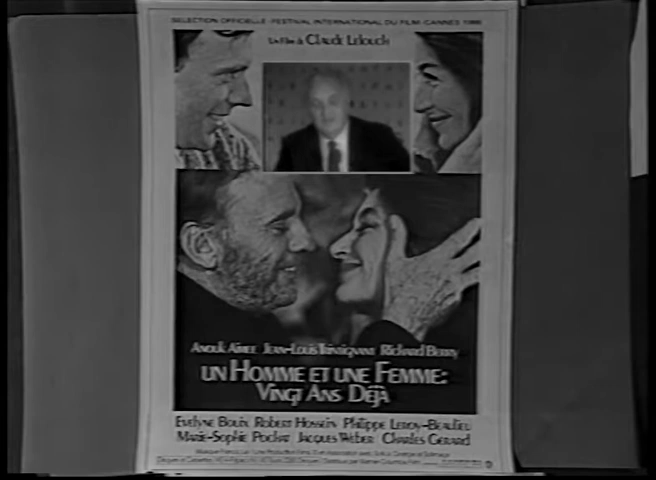 SELECTION OFFICIELLE - FESTIVAL INTERNATIONAL DU FILM - CANNES 1986
UN FILM DE CLAUDE LELOUCH
ANOUK AIMEE JEAN-LOUIS TRINTIGNANT RICHARD BERRY
UN HOMME ET UNE FEMME:
VINGT ANS DÉJÀ
EVELYNE BOUIX ROBERT HOSSEIN PHILIPPE LEROY-BEAULIEU
MARIE-SOPHIE POCHAT JACQUES WEBER CHARLES GERARD